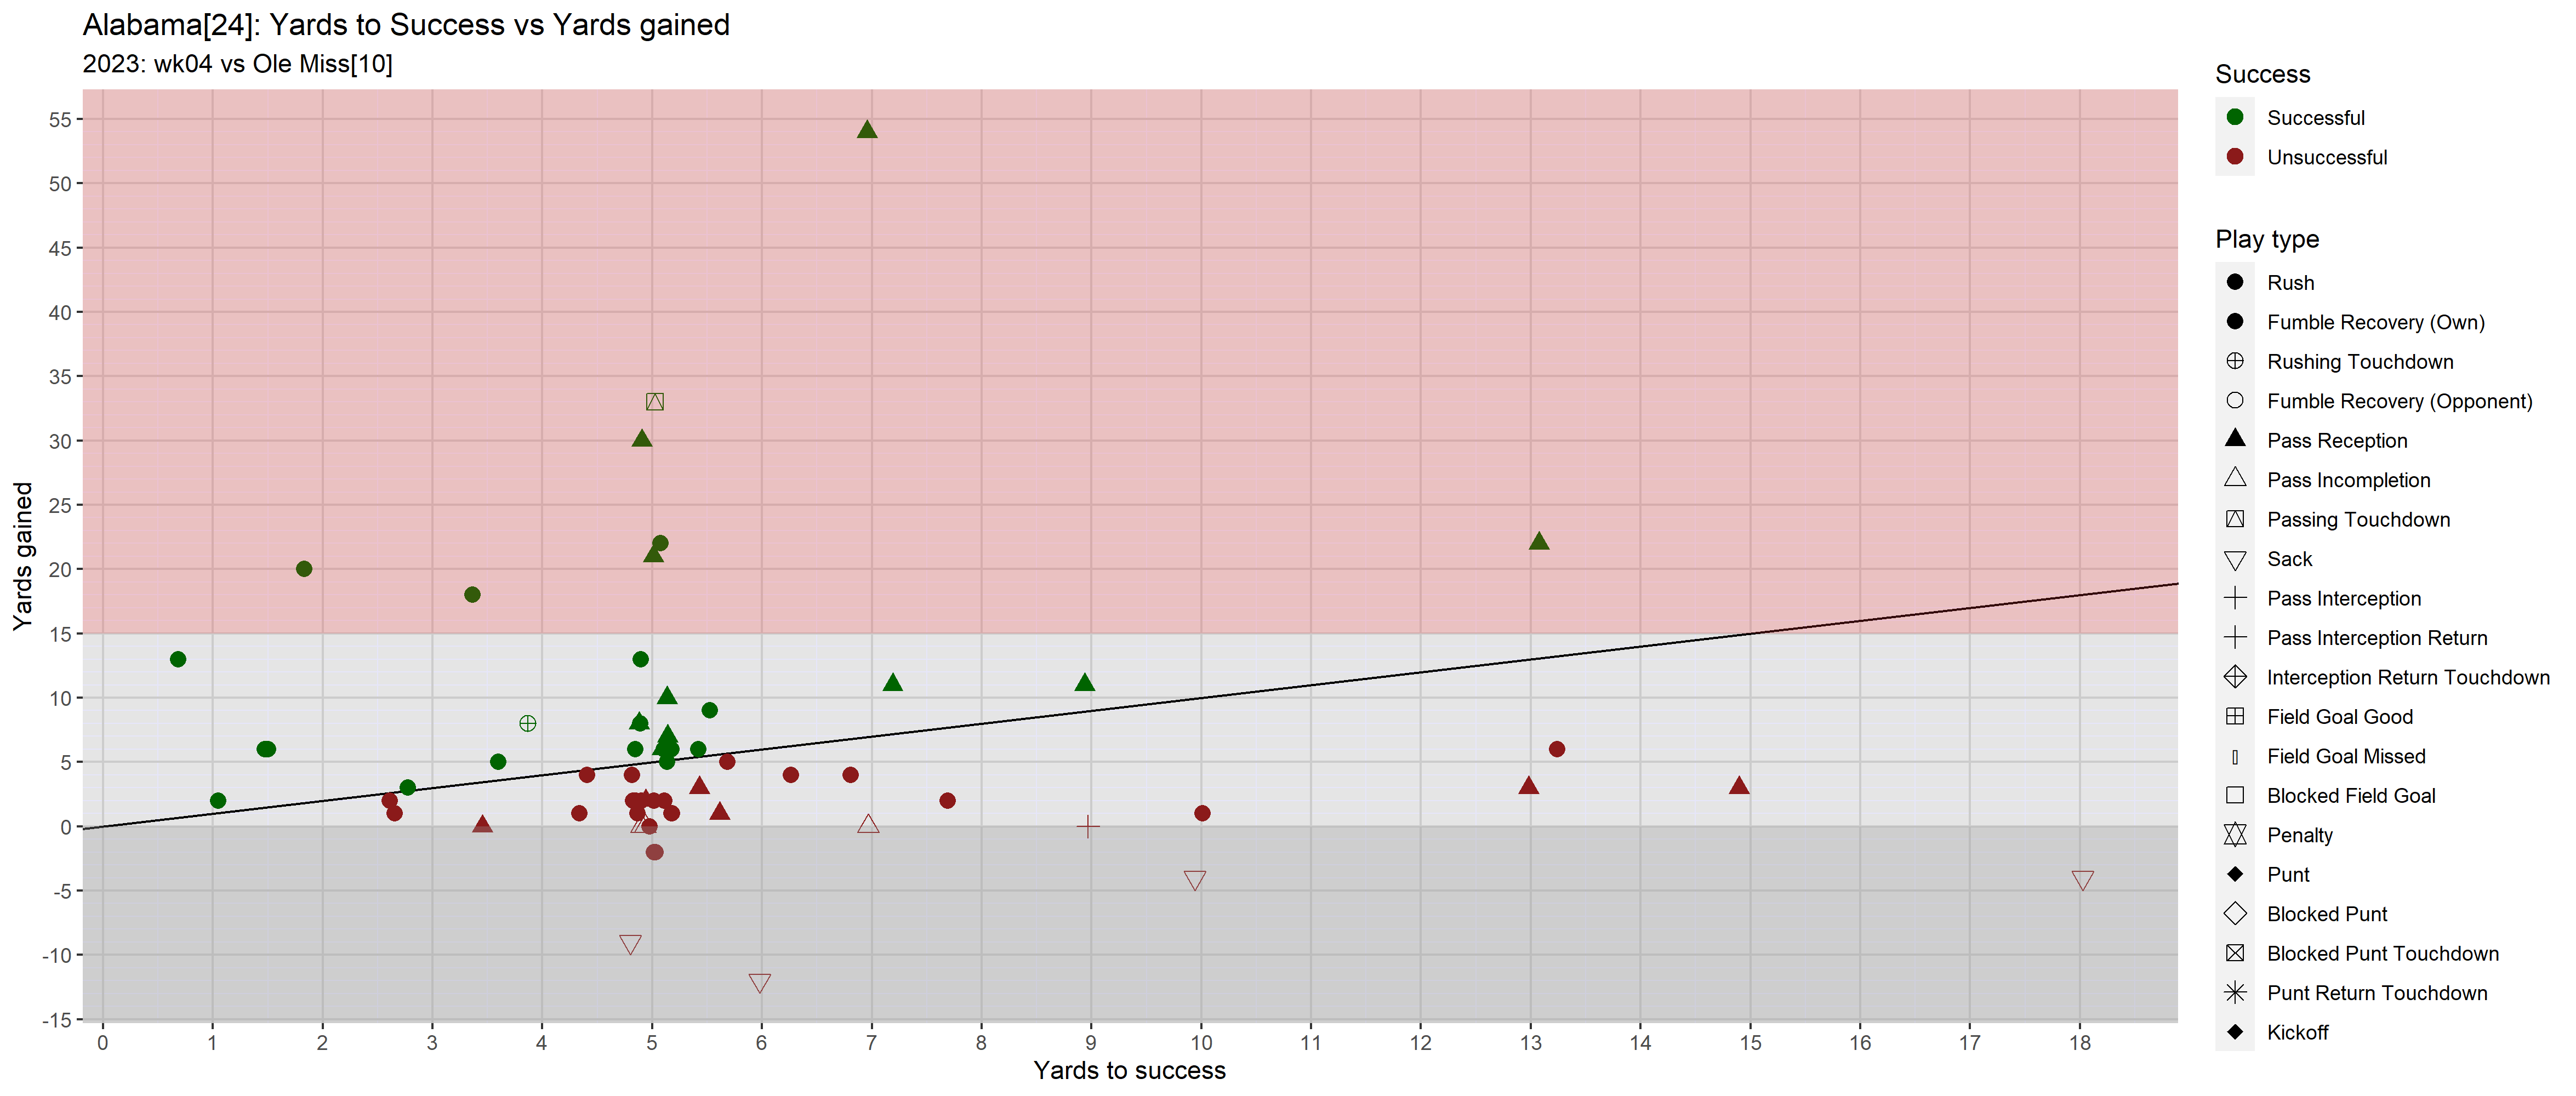 Alabama[24]: Yards to Success vs Yards gained
2023: wk04 vs Ole Miss[10]
Yards gained
55
50
45
40
35
30
25
20
15
10
5
0
-5
-10
-15
0 1 2 3 4 5 6 7 8 9 10 11 12 13 14 15 16 17 18
Yards to success
Success
Successful
Unsuccessful
Play type
Rush
Fumble Recovery (Own)
Rushing Touchdown
Fumble Recovery (Opponent)
Pass Reception
Pass Incompletion
Passing Touchdown
Sack
Pass Interception
Pass Interception Return
Interception Return Touchdown
Field Goal Good
Field Goal Missed
Blocked Field Goal
Penalty
Punt
Blocked Punt
Blocked Punt Touchdown
Punt Return Touchdown
Kickoff